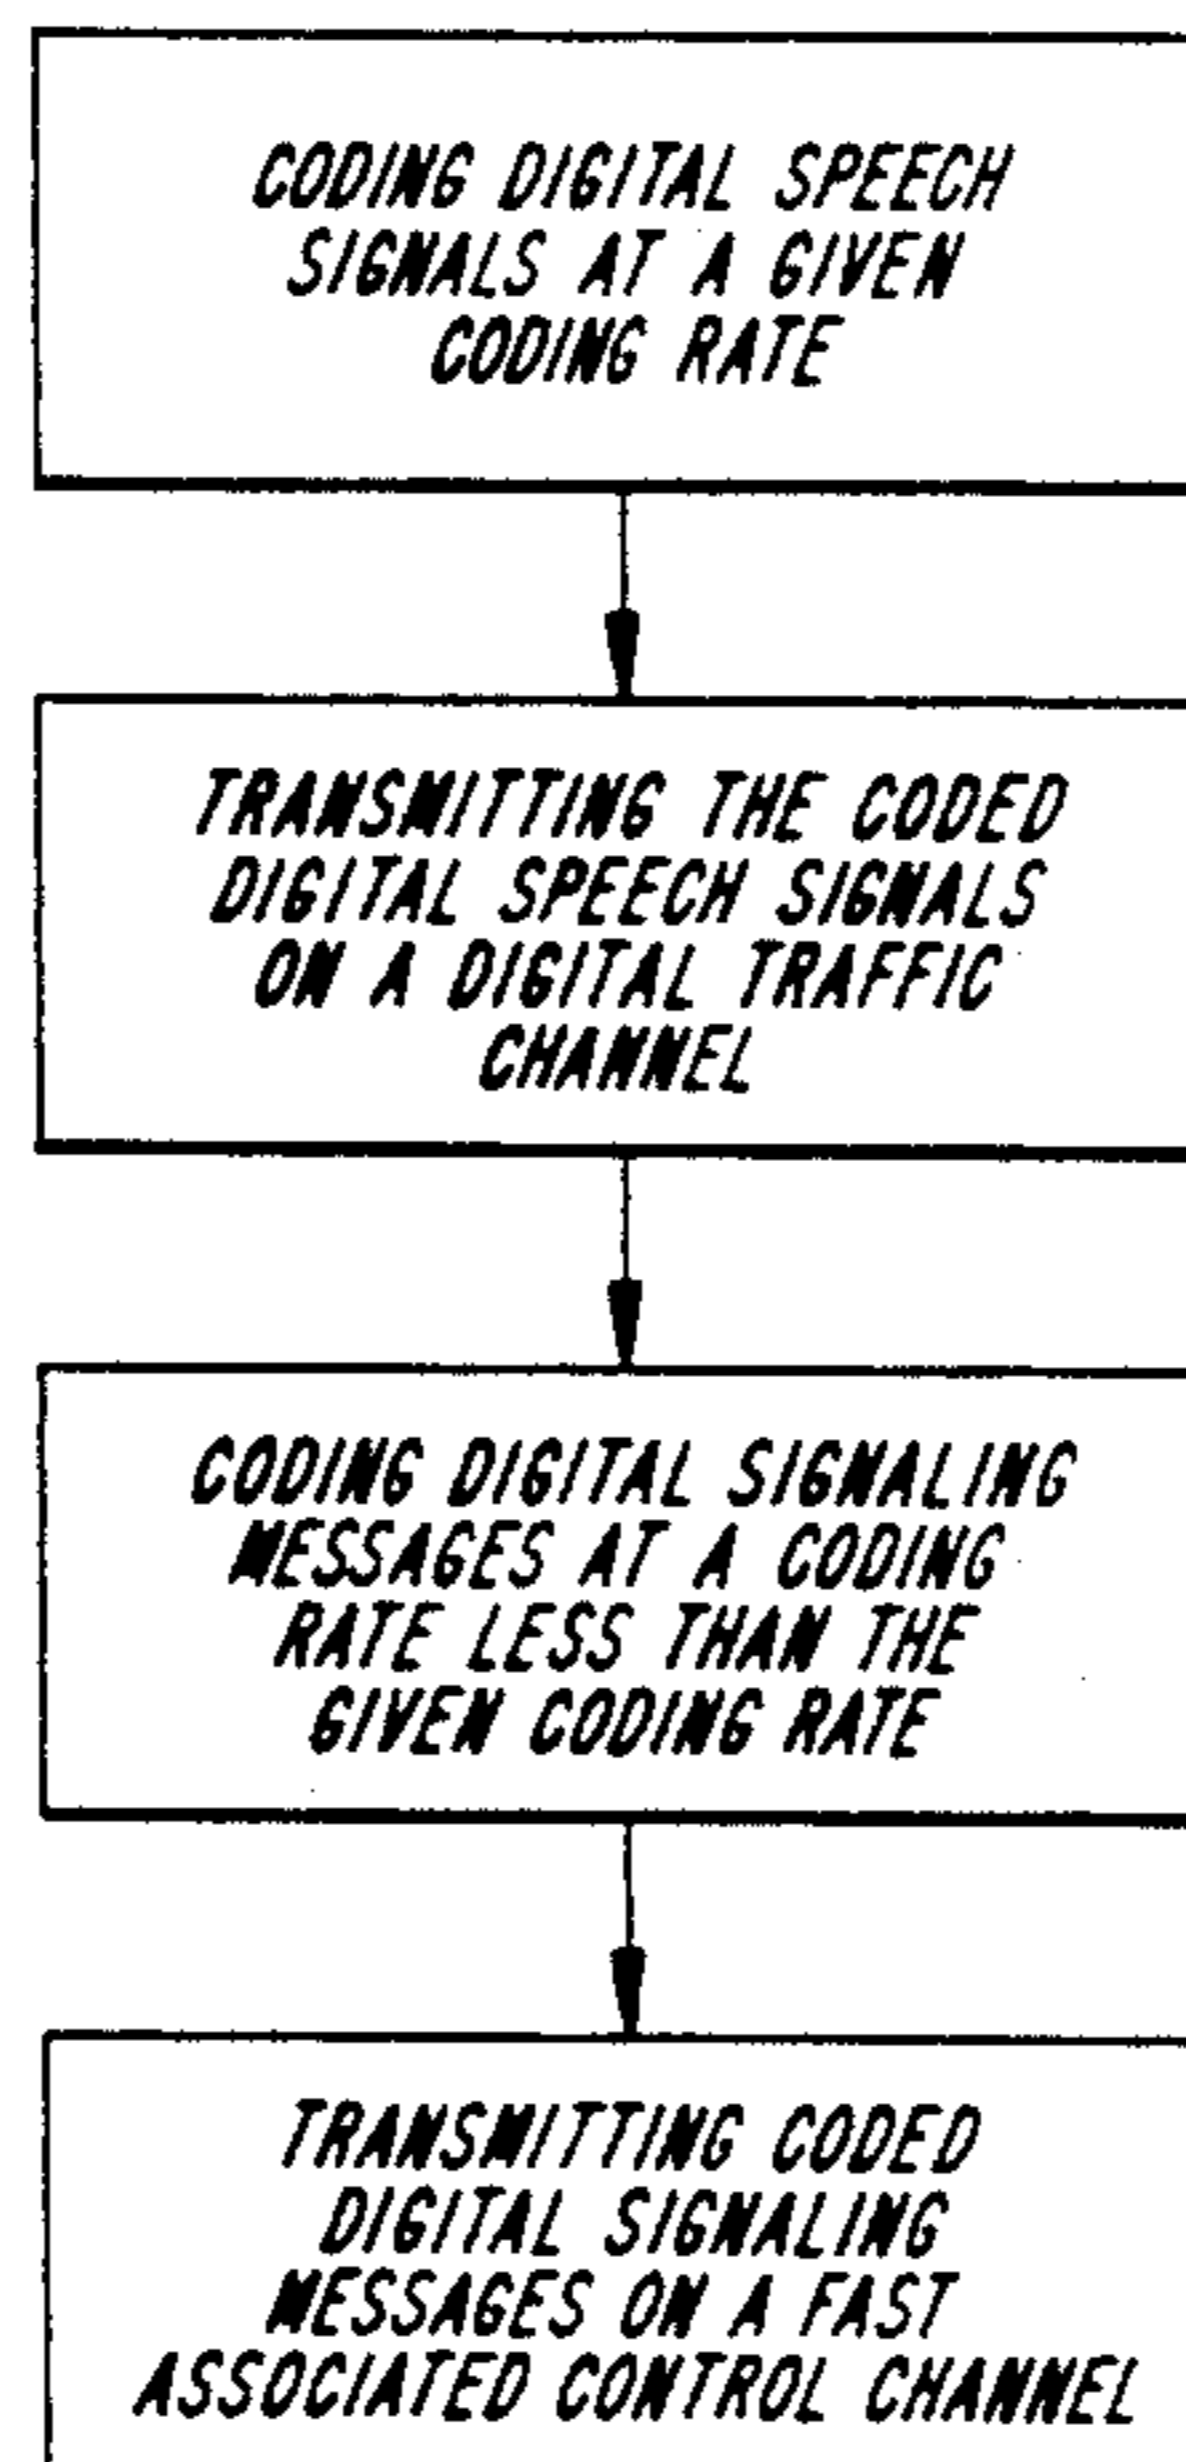 CODING DIGITAL SPEECH
SIGNALS AT A GIVEN
CODING RATE
TRANSMITTING THE CODED
DIGITAL SPEECH SIGNALS
ON A DIGITAL TRAFFIC
CHANNEL
CODING DIGITAL SIGNALING
MESSAGES AT A CODING
RATE LESS THAN THE
GIVEN CODING RATE
TRANSMITTING CODED
DIGITAL SIGNALING
MESSAGES ON A FAST
ASSOCIATED CONTROL CHANNEL